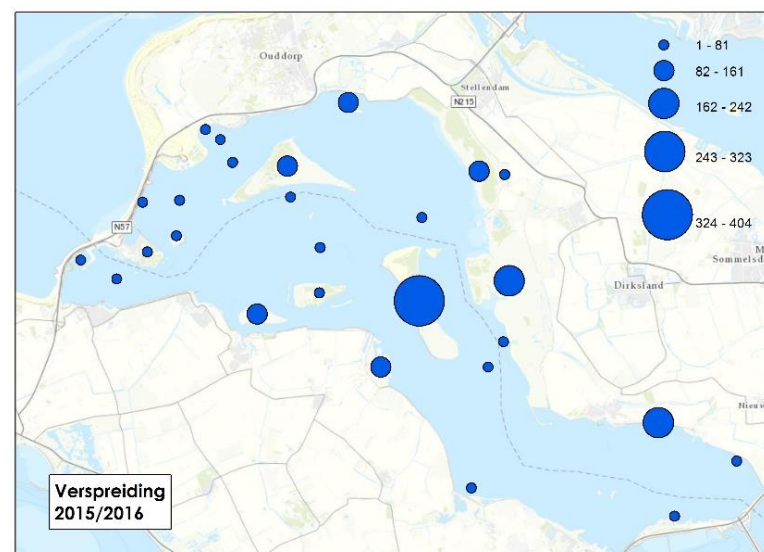 Ouddorp
1 - 81
82 - 161
Stellendam
N215
162 - 242
243 - 323
324 - 404
N57
Sommelsd
Dirksland
Nieuw
Verspreiding
2015/2016